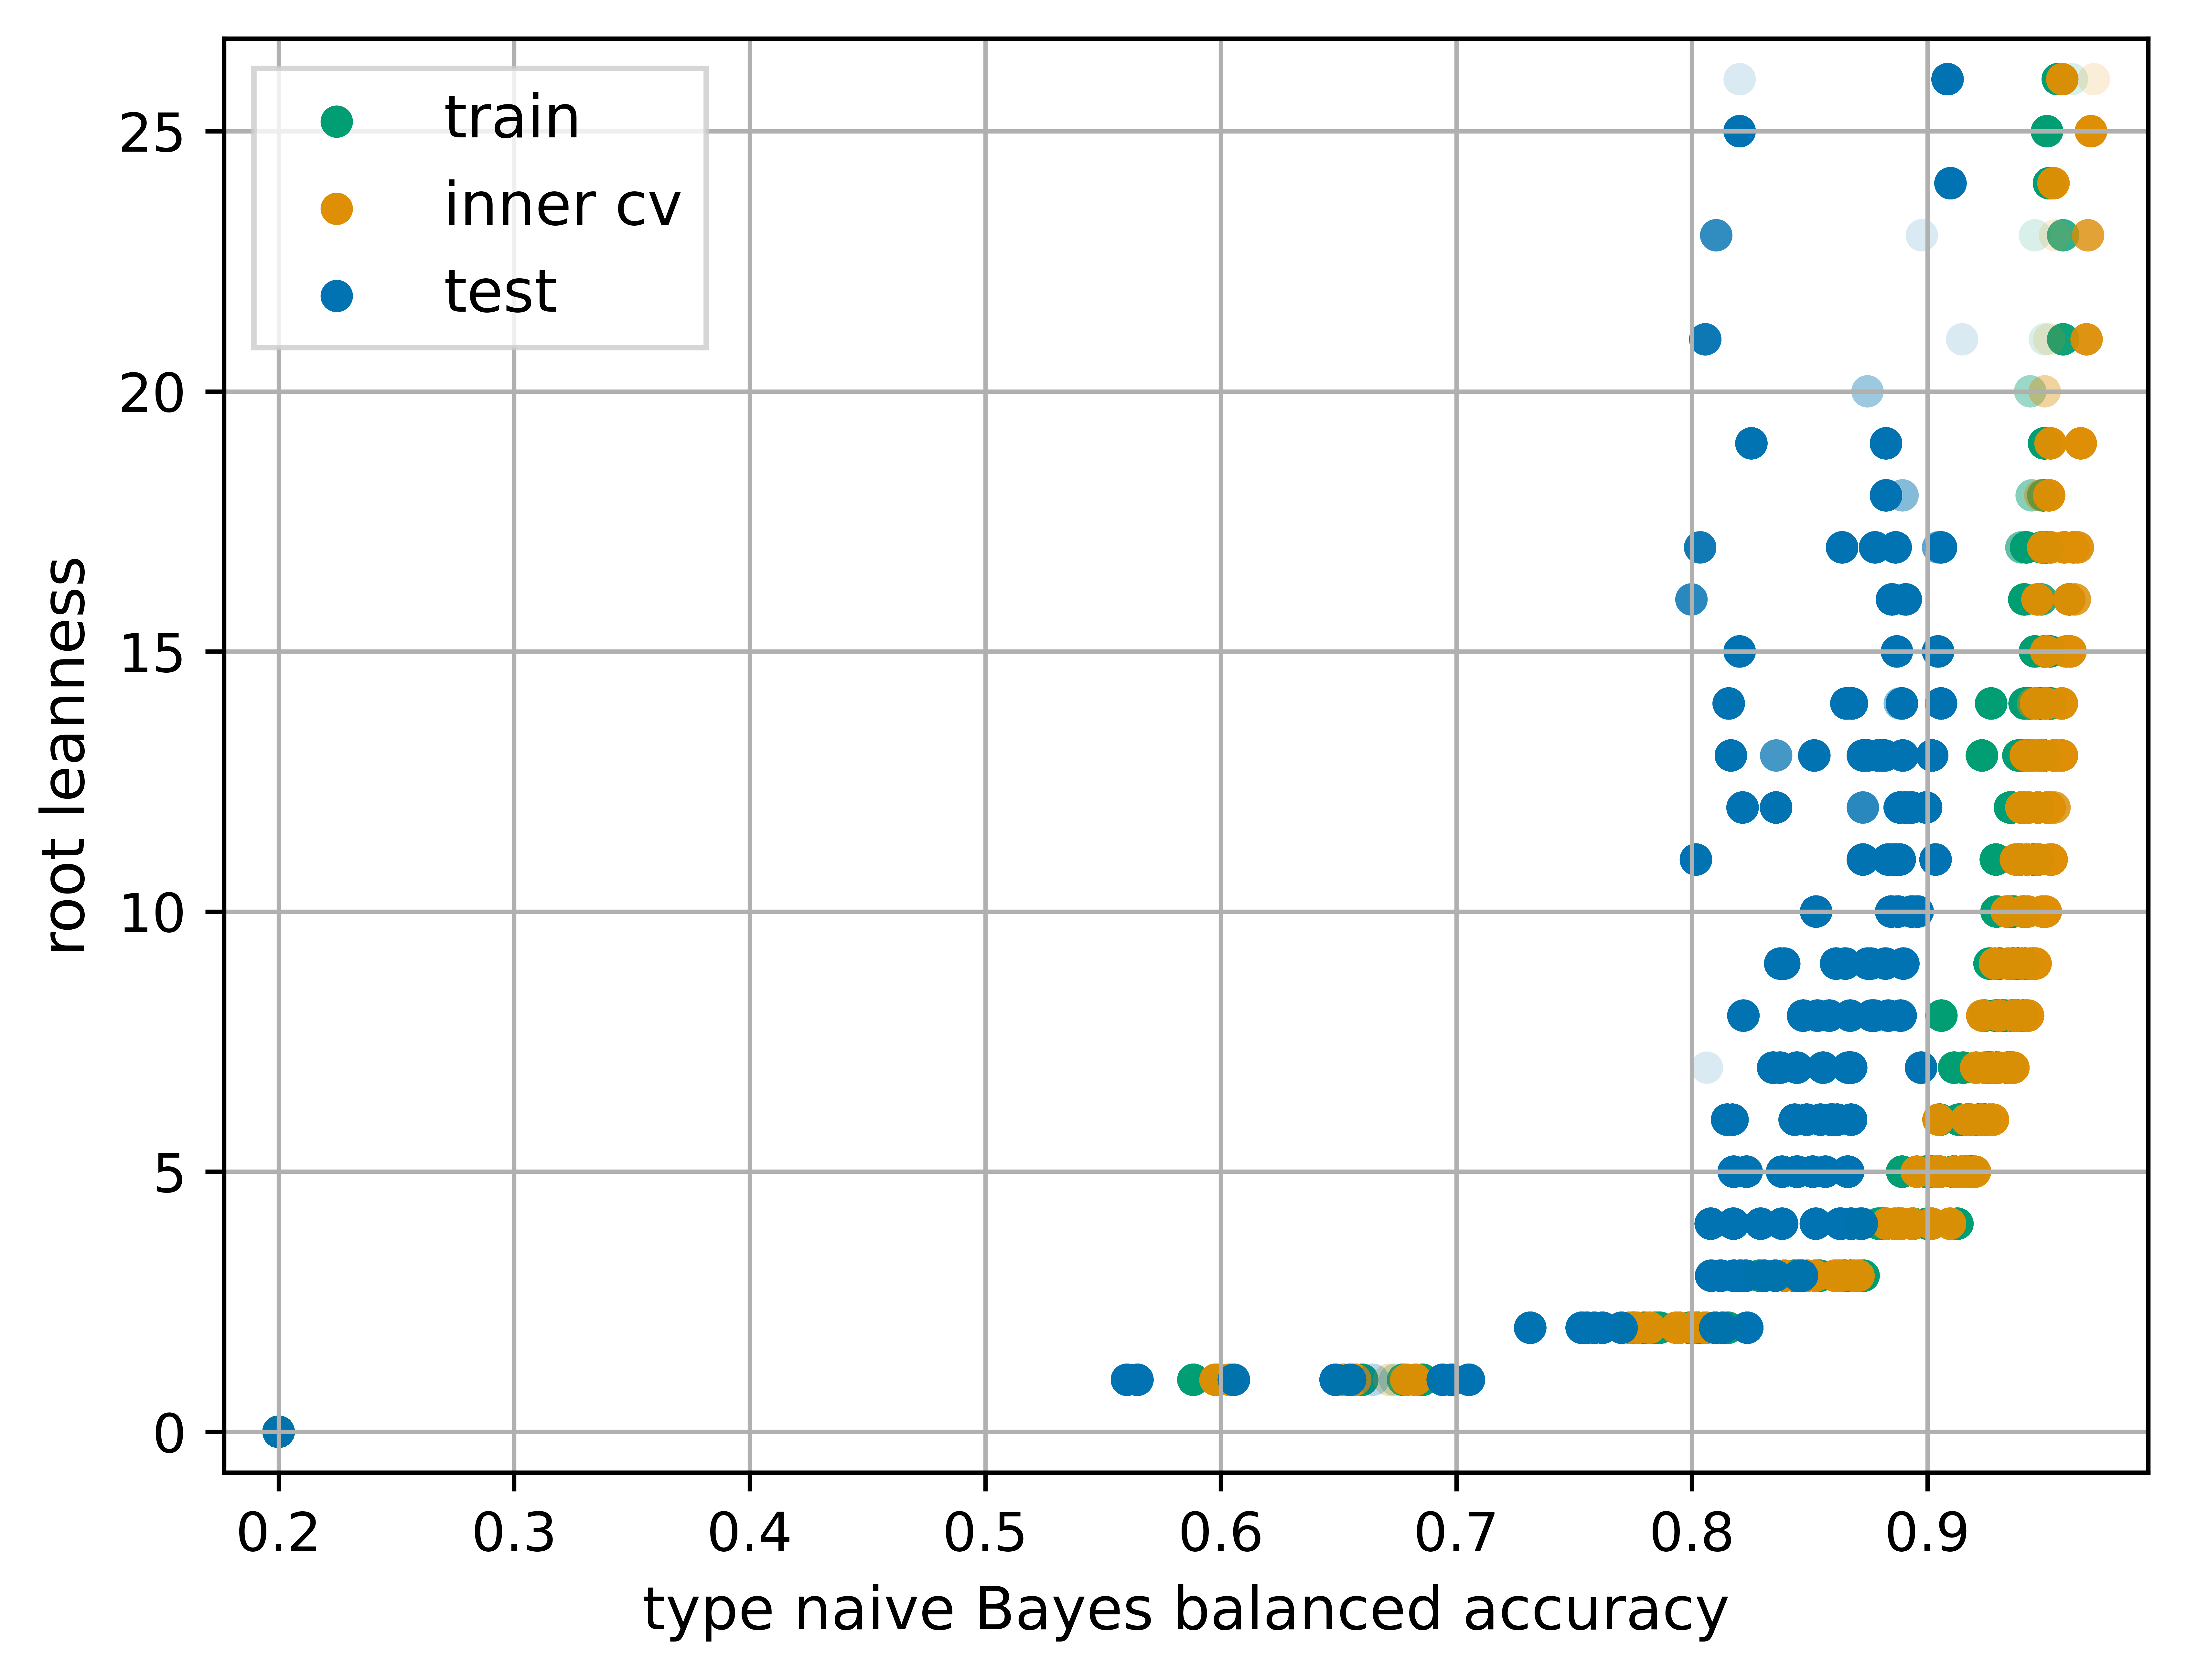 train
inner cv
test
root leanness
25
20
15
10
5
0
0.2 0.3 0.4 0.5 0.6 0.7 0.8 0.9
type naive Bayes balanced accuracy